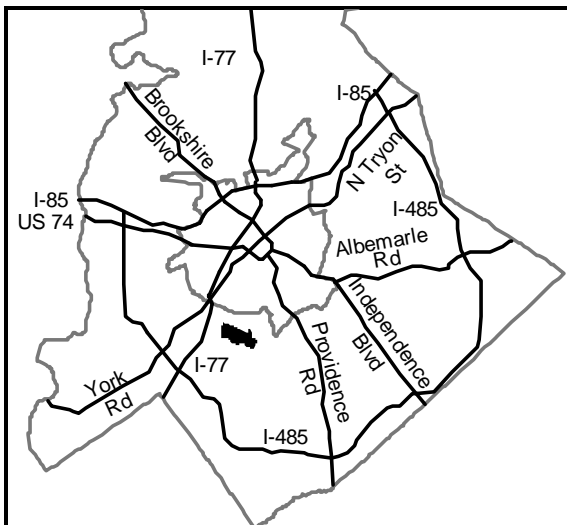 I-77
I-85
Brookshire
Blvd
N Tryon
St
I-85
US 74
I-485
Albemarle
Rd
Independence
Blvd
Providence
Rd
I-77
York
Rd
I-485